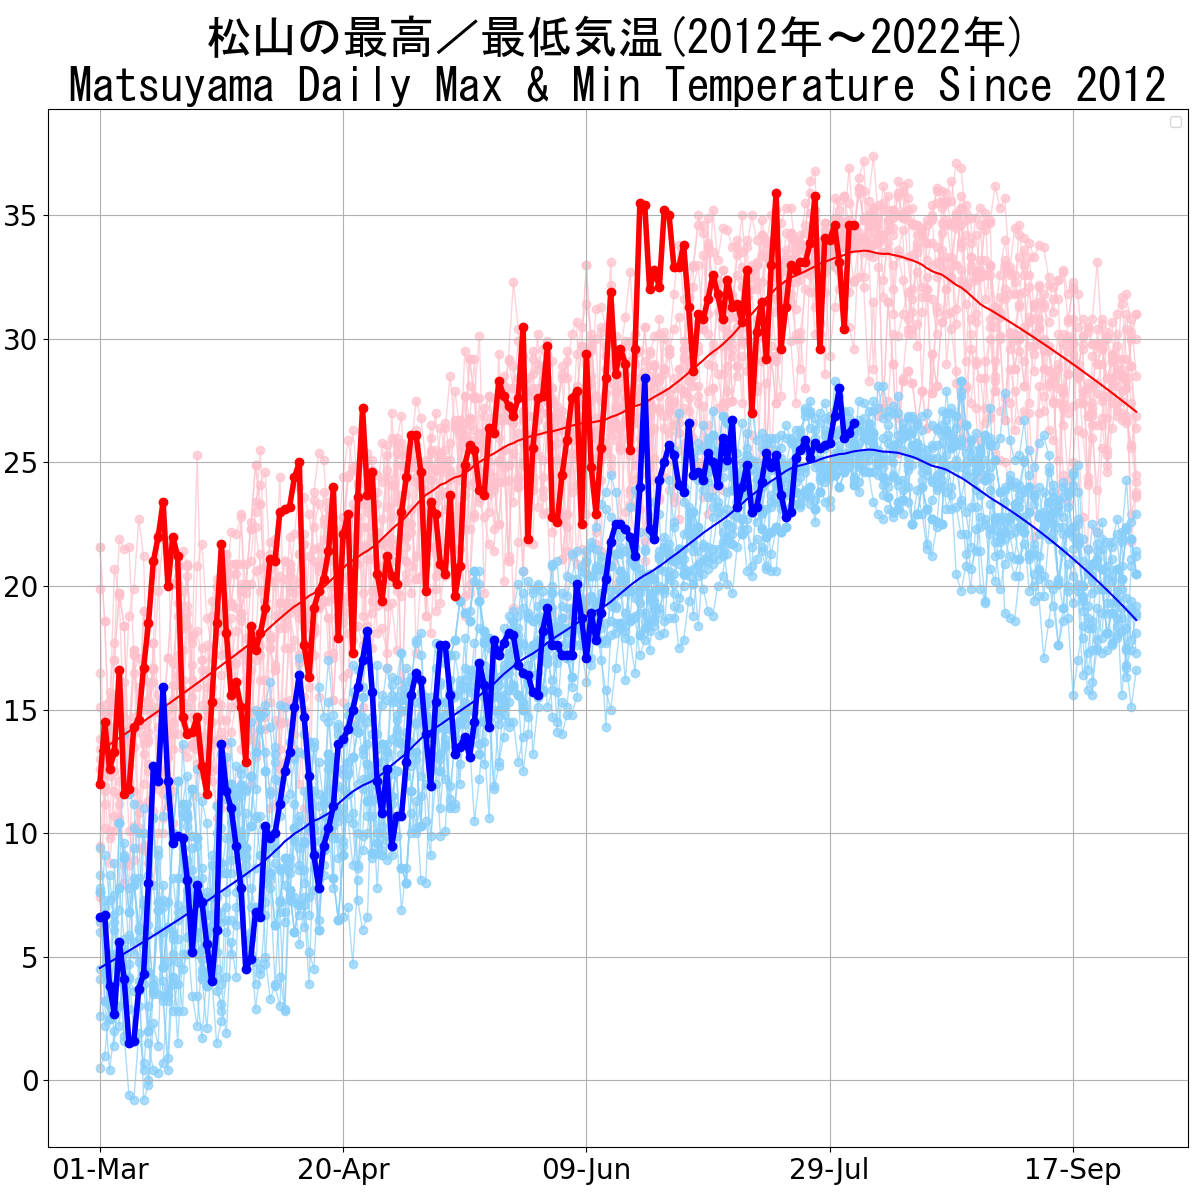 松山の最高／最低気温(2012年～2022年)
Matsuyama Daily Max & Min Temperature Since 2012
35
30
25
20
15
10
5
0
01-Mar 20-Apr 09-Jun 29-Jul 17-Sep